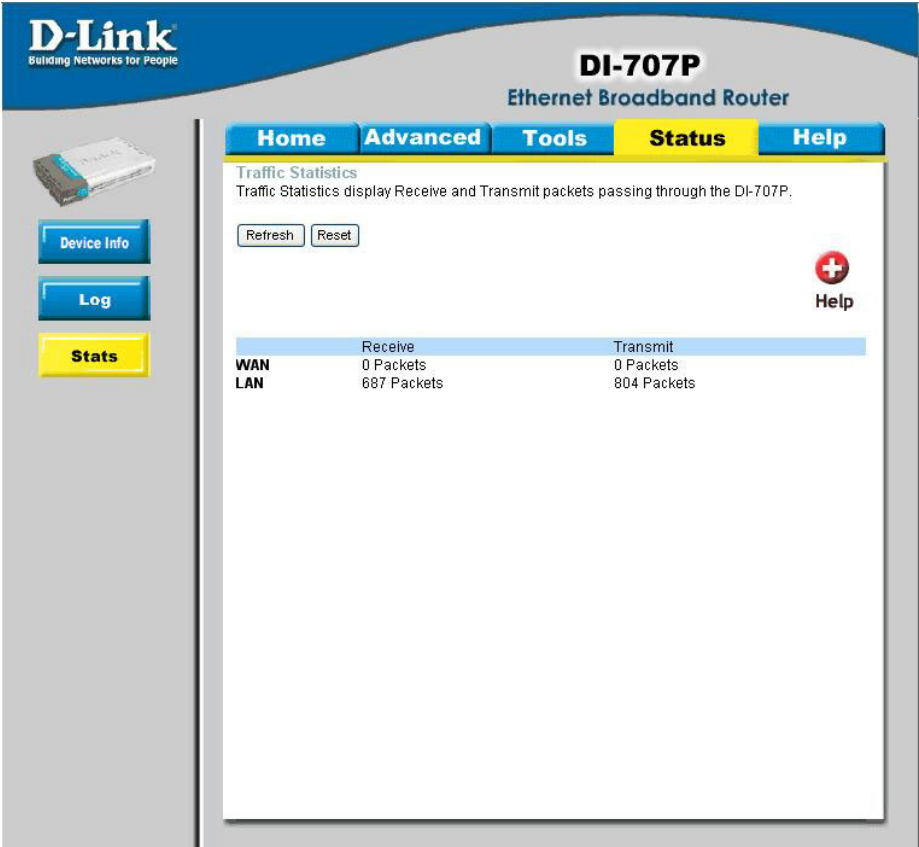 D-Link
Building Networks for People
DI-707P
Ethernet Broadband Router
Home Advanced Tools Status Help
D-Link
Device Info
Log
Stats
Traffic Statistics
Traffic Statistics display Receive and Transmit packets passing through the DI-707P.
Refresh Reset
Help
Receive Transmit
WAN 0 Packets 0 Packets
LAN 687 Packets 804 Packets